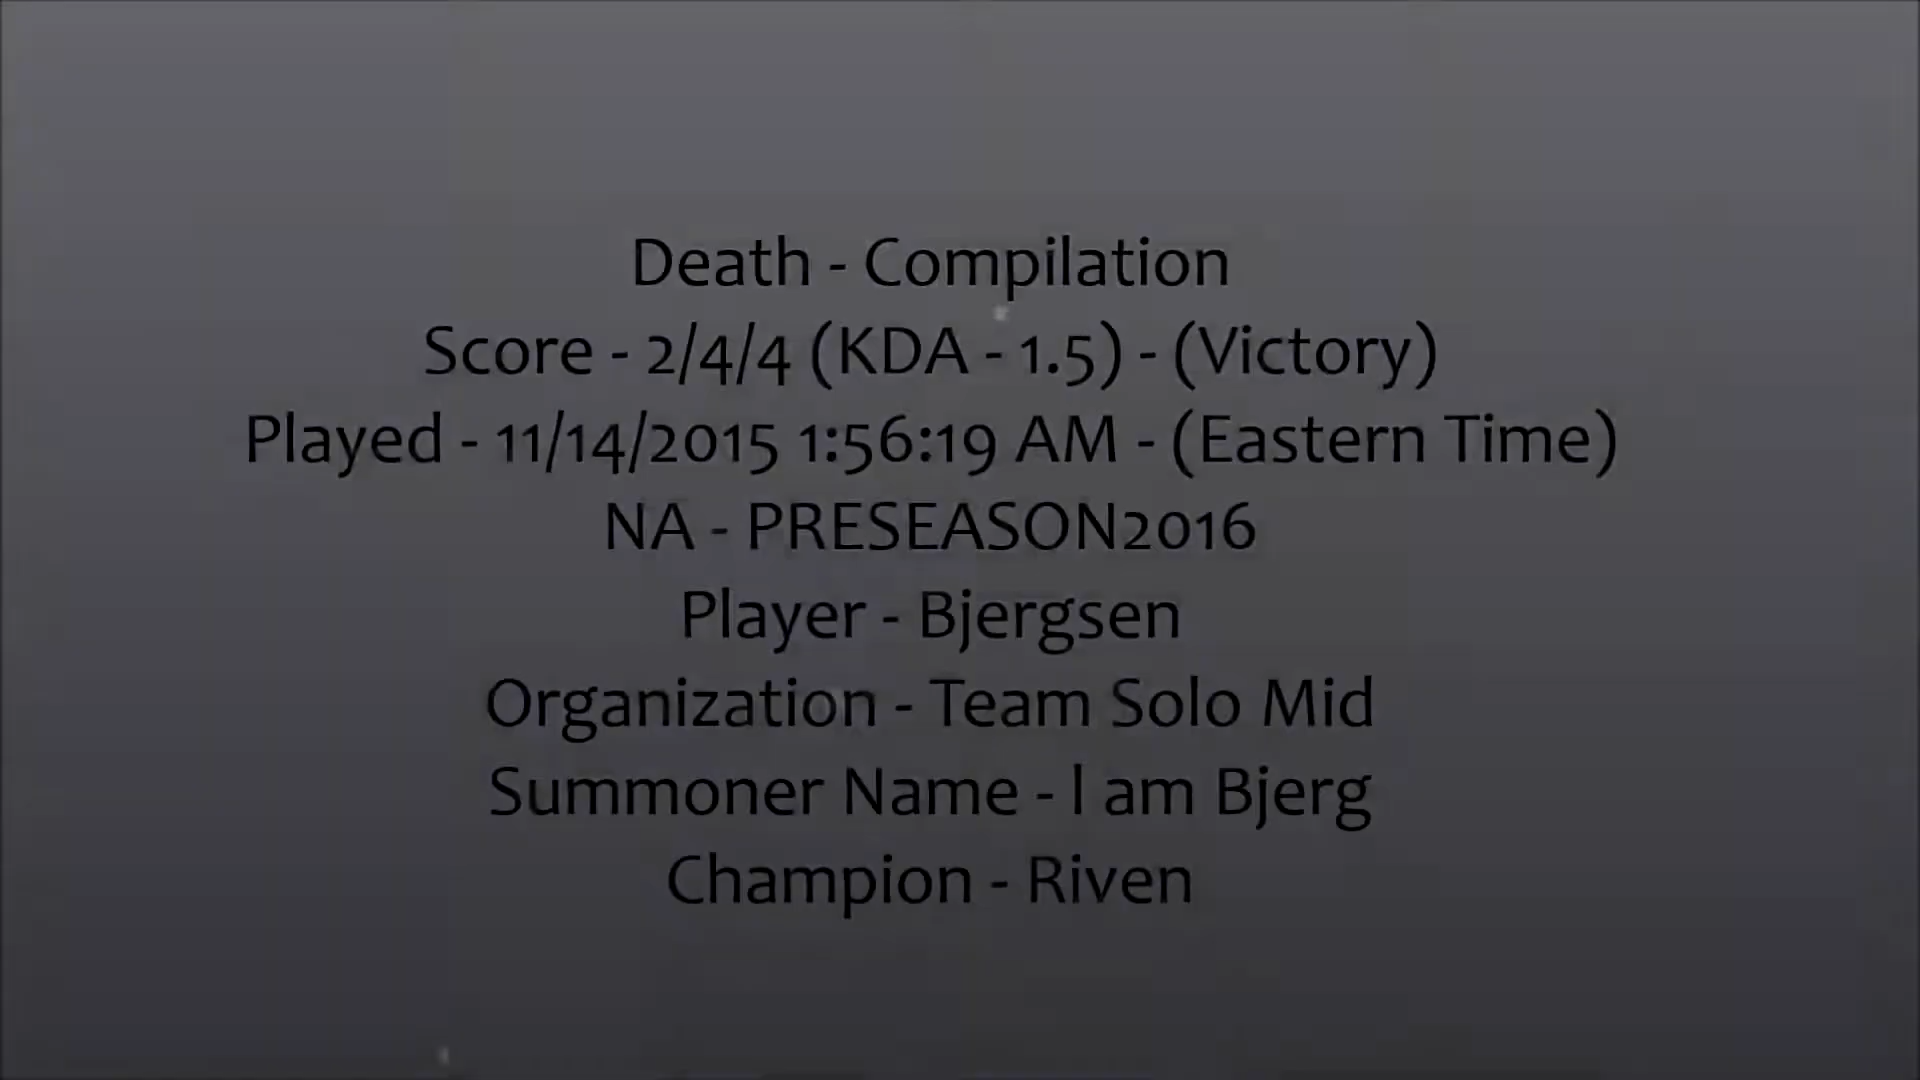 Death - Compilation
Score - 2/4/4 (KDA - 1.5) - (Victory)
Played - 11/14/2015 1:56:19 AM - (Eastern Time)
NA - PRESEASON2016
Player - Bjergsen
Organization - Team Solo Mid
Summoner Name - l am Bjerg
Champion - Riven